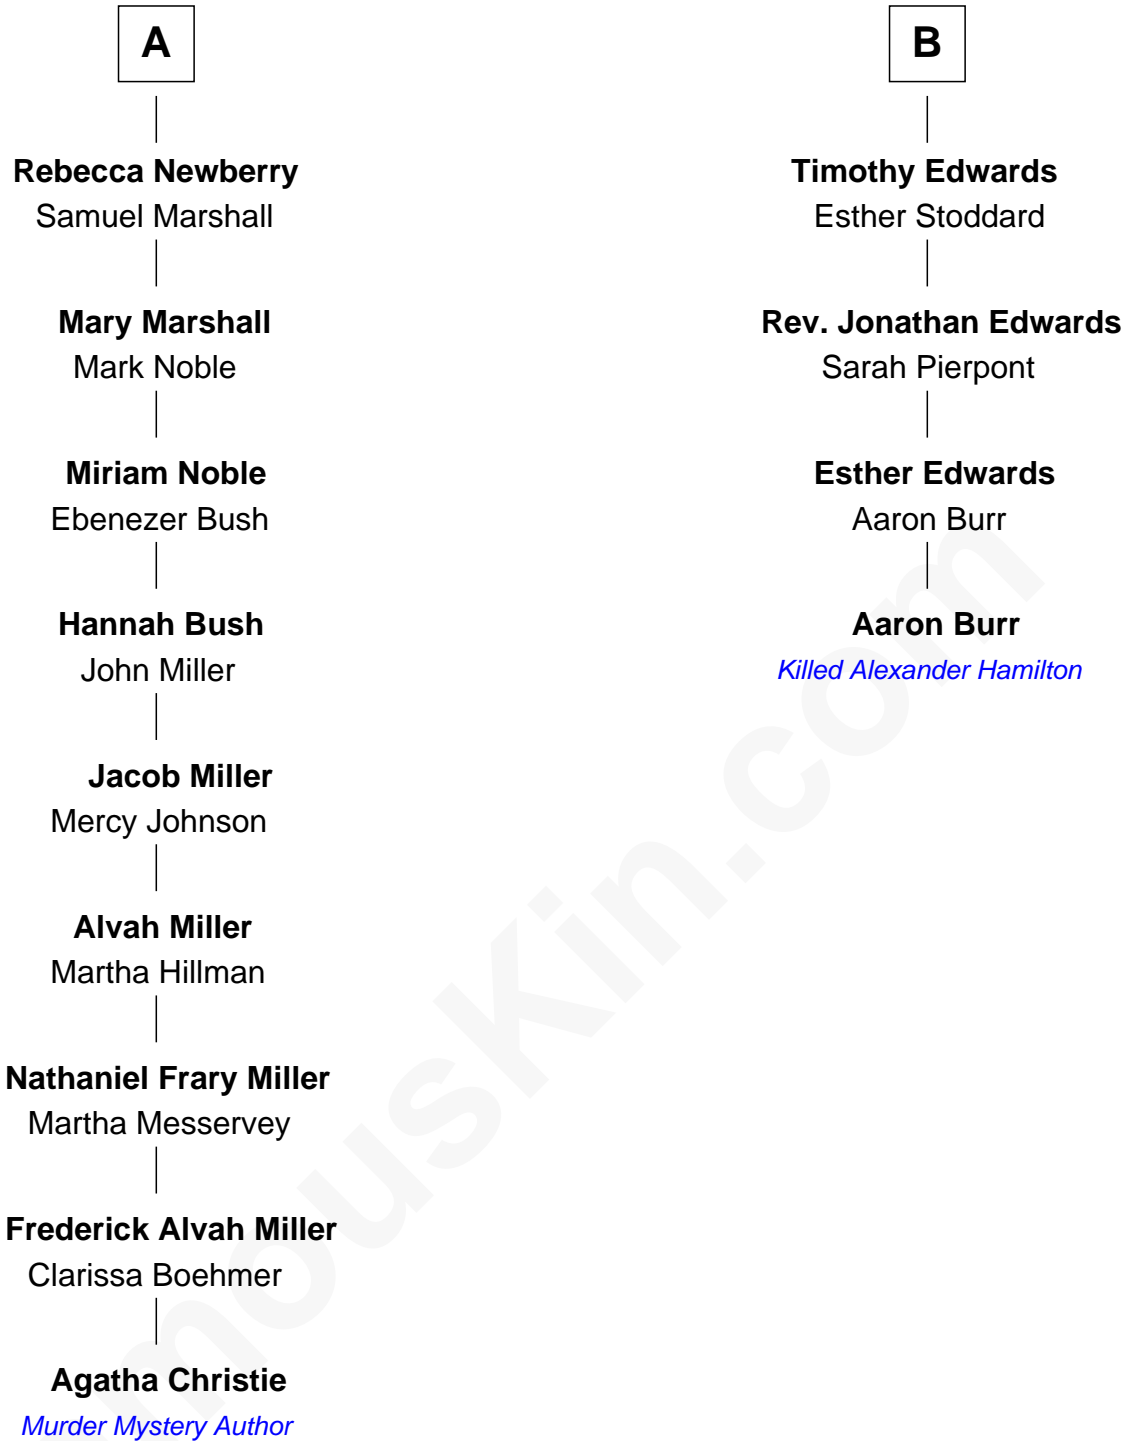 A
Rebecca Newberry
Samuel Marshall
Mary Marshall
Mark Noble
Miriam Noble
Ebenezer Bush
Hannah Bush
John Miller
Jacob Miller
Mercy Johnson
Alvah Miller
Martha Hillman
Nathaniel Frary Miller
Martha Messervey
Frederick Alvah Miller
Clarissa Boehmer
Agatha Christie
Murder Mystery Author
B
Timothy Edwards
Esther Stoddard
Rev. Jonathan Edwards
Sarah Pierpont
Esther Edwards
Aaron Burr
Aaron Burr
Killed Alexander Hamilton
mouskin.com